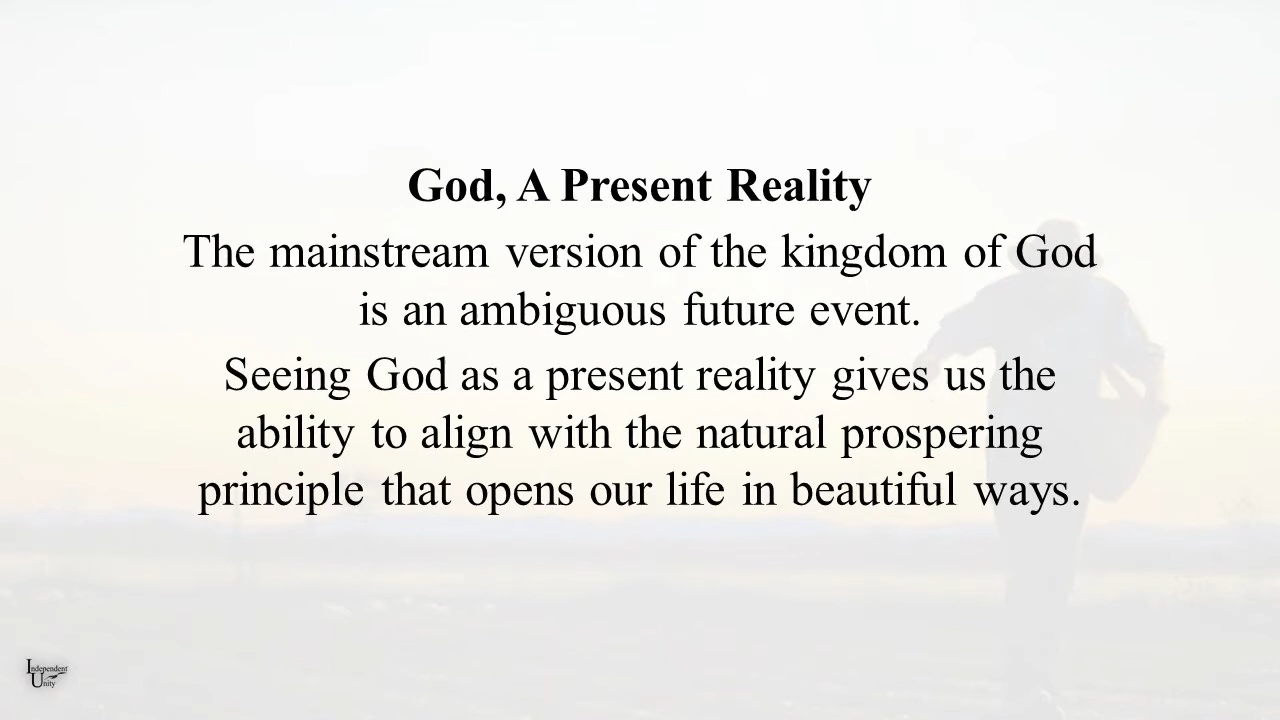 God, A Present Reality
The mainstream version of the kingdom of God
is an ambiguous future event.
Seeing God as a present reality gives us the
ability to align with the natural prospering
principle that opens our life in beautiful ways.
Independent
Unity